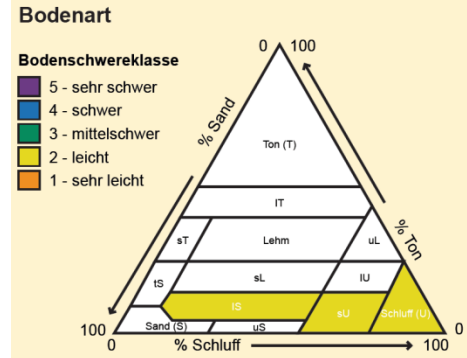 Bodenart
Bodenschwereklasse
5 - sehr schwer
4 - schwer
3 - mittelschwer
2 - leicht
1 - sehr leicht
0 100
% Sand
Ton (T)
% Ton
lT
sT Lehm uL
tS sL lU
lS sU Schluff (U)
Sand (S) uS
100 0
0 % Schluff 100